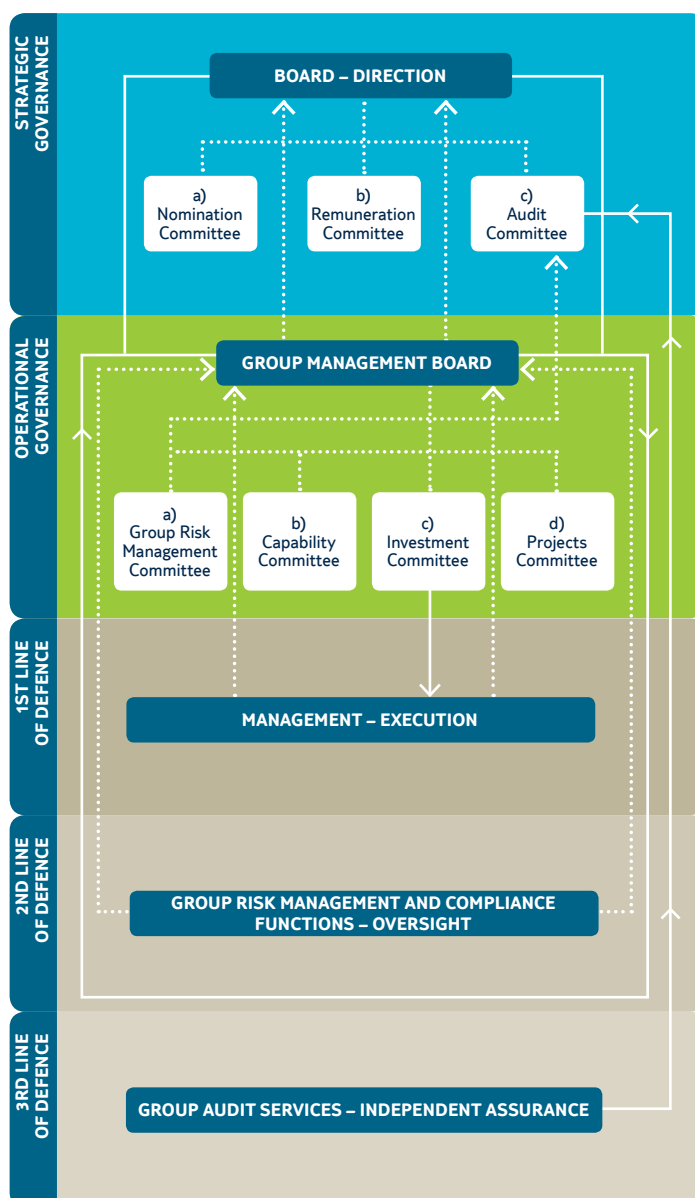 STRATEGIC
GOVERNANCE
BOARD – DIRECTION
a)
Nomination
Committee
b)
Remuneration
Committee
c)
Audit
Committee
OPERATIONAL
GOVERNANCE
GROUP MANAGEMENT BOARD
a)
Group Risk
Management
Committee
b)
Capability
Committee
c)
Investment
Committee
d)
Projects
Committee
1ST LINE
OF DEFENCE
MANAGEMENT – EXECUTION
2ND LINE
OF DEFENCE
GROUP RISK MANAGEMENT AND COMPLIANCE
FUNCTIONS – OVERSIGHT
3RD LINE
OF DEFENCE
GROUP AUDIT SERVICES – INDEPENDENT ASSURANCE